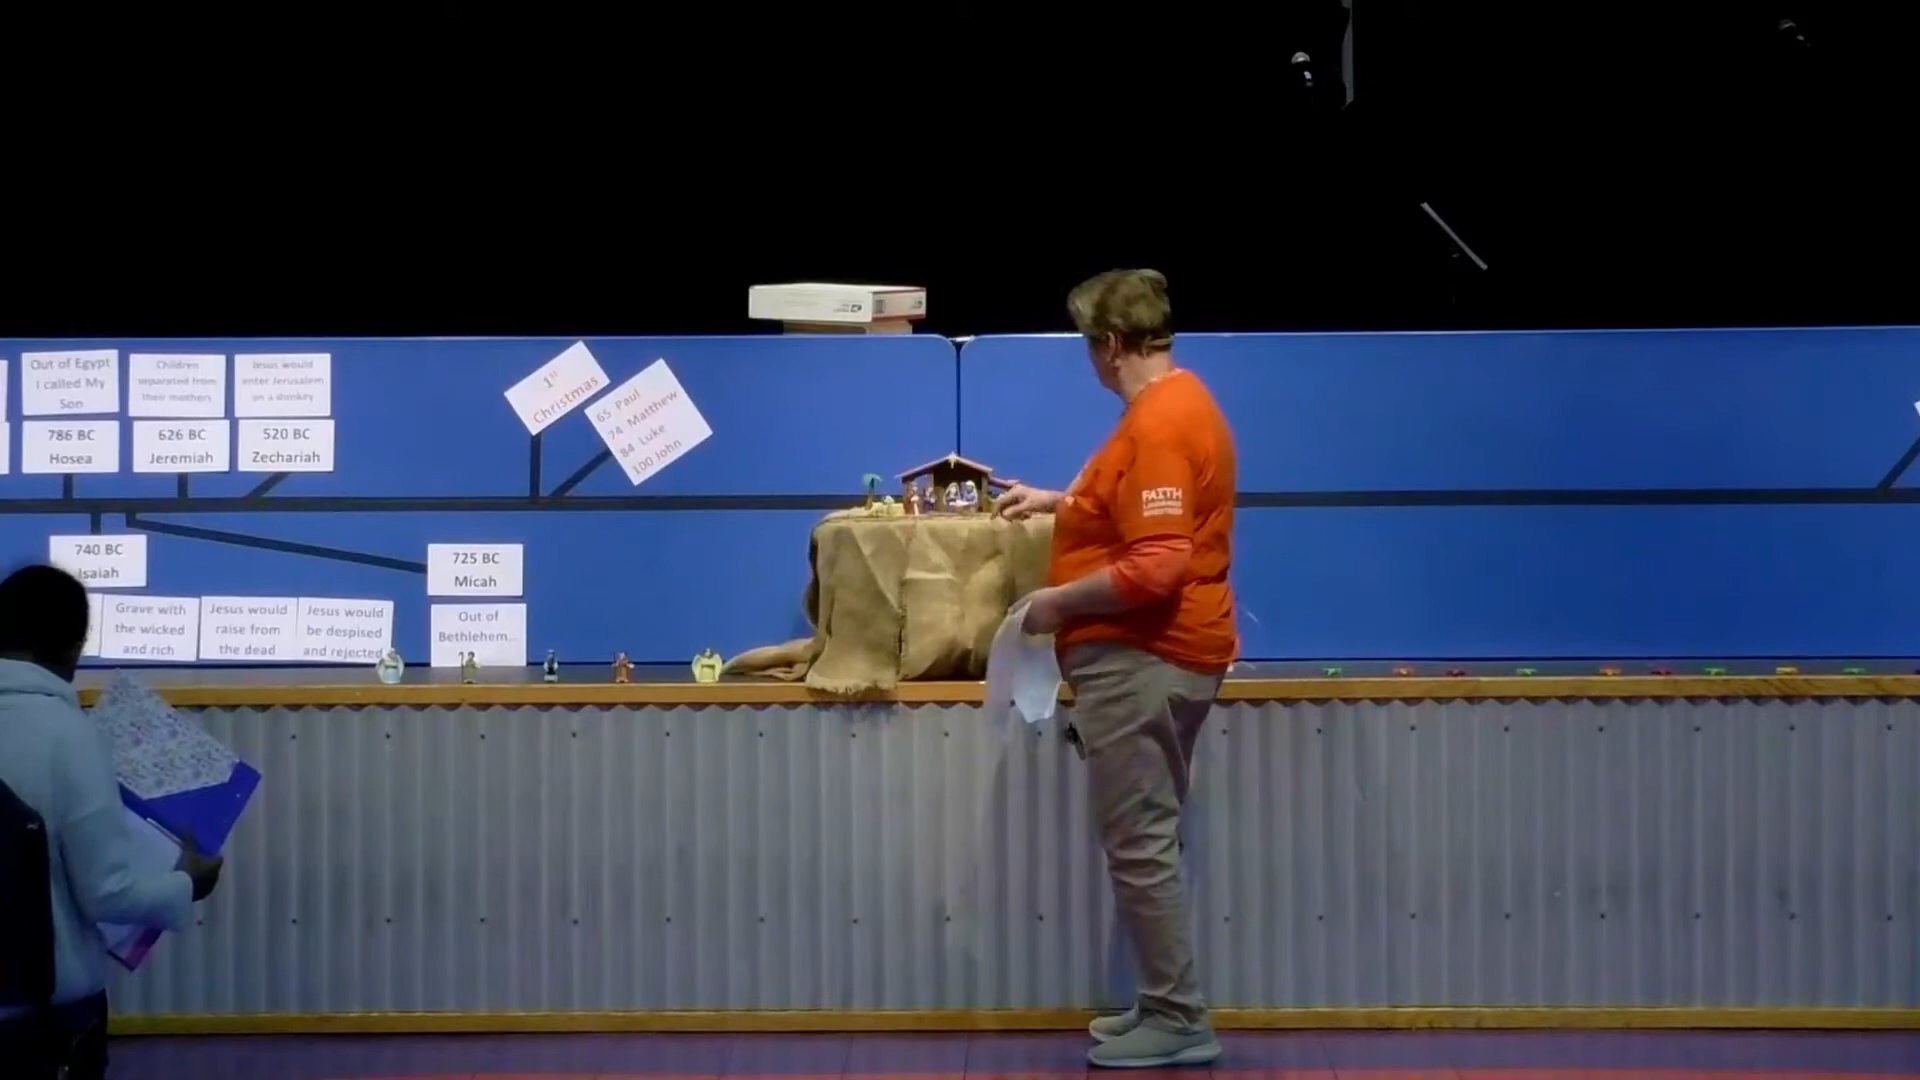 Out of Egypt
I called My
Son
Children
separated from
their mothers
Jesus would
enter Jerusalem
on a donkey
786 BC
Hosea
626 BC
Jeremiah
520 BC
Zechariah
1st
Christmas
65 Paul
74 Matthew
84 Luke
100 John
740 BC
Isaiah
725 BC
Micah
Grave with
the wicked
and rich
Jesus would
raise from
the dead
Jesus would
be despised
and rejected
Out of
Bethlehem...
FAITH